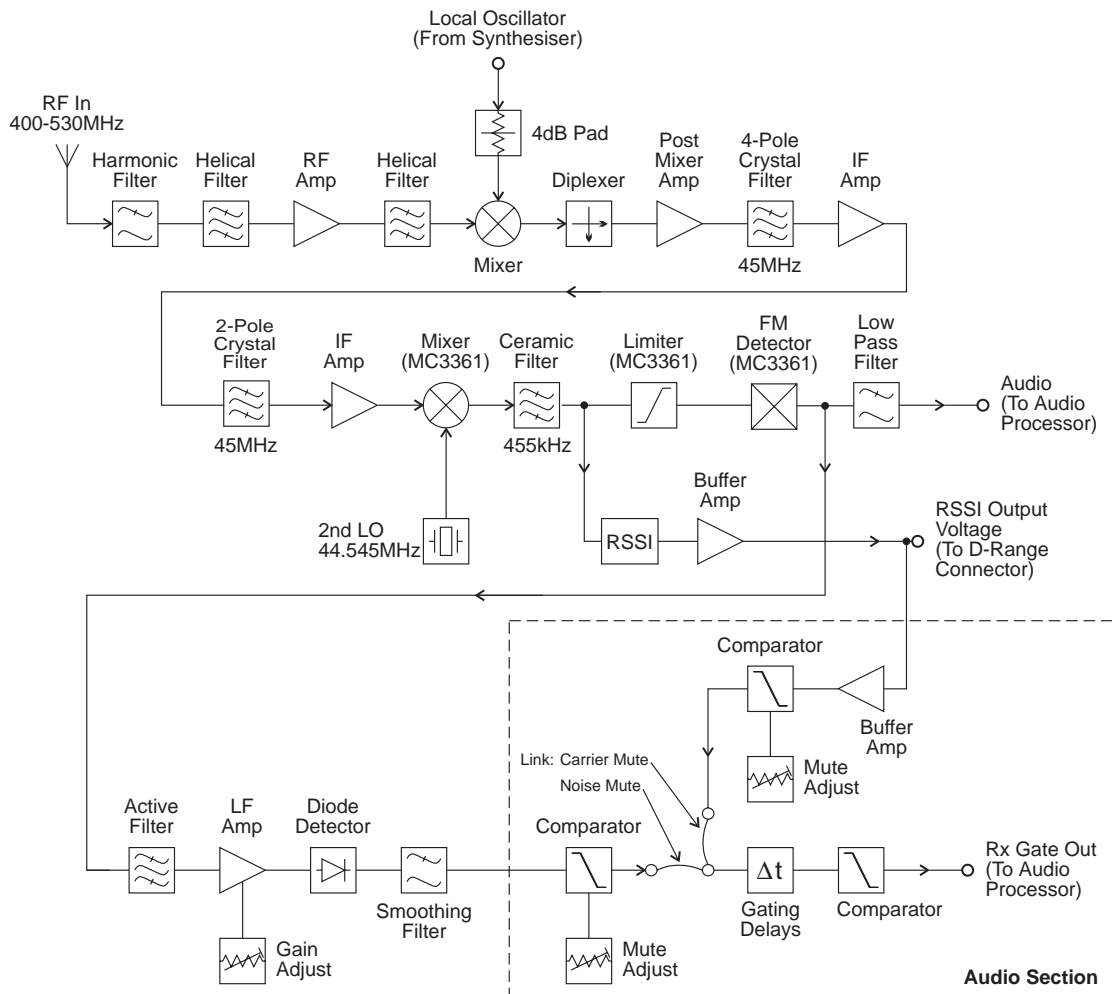 Local Oscillator
(From Synthesiser)
RF In
400-530MHz
4dB Pad
Harmonic
Filter
Helical
Filter
RF
Amp
Helical
Filter
Diplexer
Post
Mixer
Amp
4-Pole
Crystal
Filter
IF
Amp
Mixer
45MHz
2-Pole
Crystal
Filter
IF
Amp
Mixer
(MC3361)
Ceramic
Filter
Limiter
(MC3361)
FM
Detector
(MC3361)
Low
Pass
Filter
Audio
(To Audio
Processor)
45MHz
455kHz
Buffer
Amp
2nd LO
44.545MHz
RSSI
RSSI Output
Voltage
(To D-Range
Connector)
Comparator
Buffer
Amp
Link: Carrier Mute
Noise Mute
Mute
Adjust
Active
Filter
LF
Amp
Diode
Detector
Comparator
Δt
Rx Gate Out
(To Audio
Processor)
Smoothing
Filter
Gating
Delays
Comparator
Gain
Adjust
Mute
Adjust
Audio Section